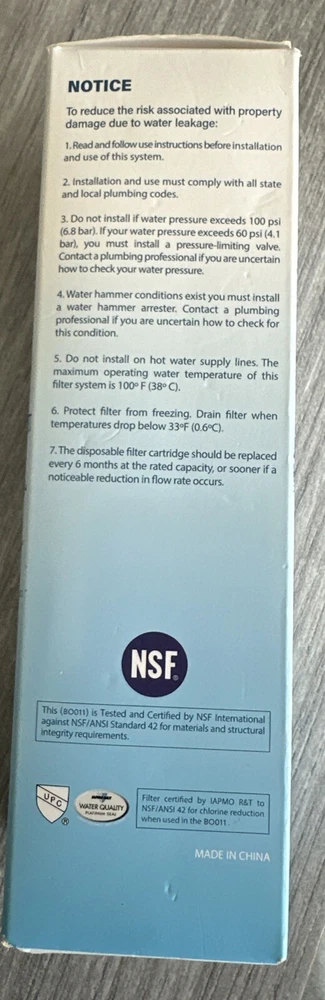 NOTICE
To reduce the risk associated with property
damage due to water leakage:
1. Read and follow use instructions before installation
and use of this system.
2. Installation and use must comply with all state
and local plumbing codes.
3. Do not install if water pressure exceeds 100 psi
(6.8 bar). If your water pressure exceeds 60 psi (4.1
bar), you must install a pressure-limiting valve.
Contact a plumbing professional if you are uncertain
how to check your water pressure.
4. Water hammer conditions exist you must install
a water hammer arrester. Contact a plumbing
professional if you are uncertain how to check for
this condition.
5. Do not install on hot water supply lines. The
maximum operating water temperature of this
filter system is 100º F (38º C).
6. Protect filter from freezing. Drain filter when
temperatures drop below 33ºF (0.6ºC).
7. The disposable filter cartridge should be replaced
every 6 months at the rated capacity, or sooner if a
noticeable reduction in flow rate occurs.
NSF®
This (BO011) is Tested and Certified by NSF International
against NSF/ANSI Standard 42 for materials and structural
integrity requirements.
UPC®
WATER QUALITY
PLATINUM SEAL
Filter certified by IAPMO R&T to
NSF/ANSI 42 for chlorine reduction
when used in the BO011.
MADE IN CHINA